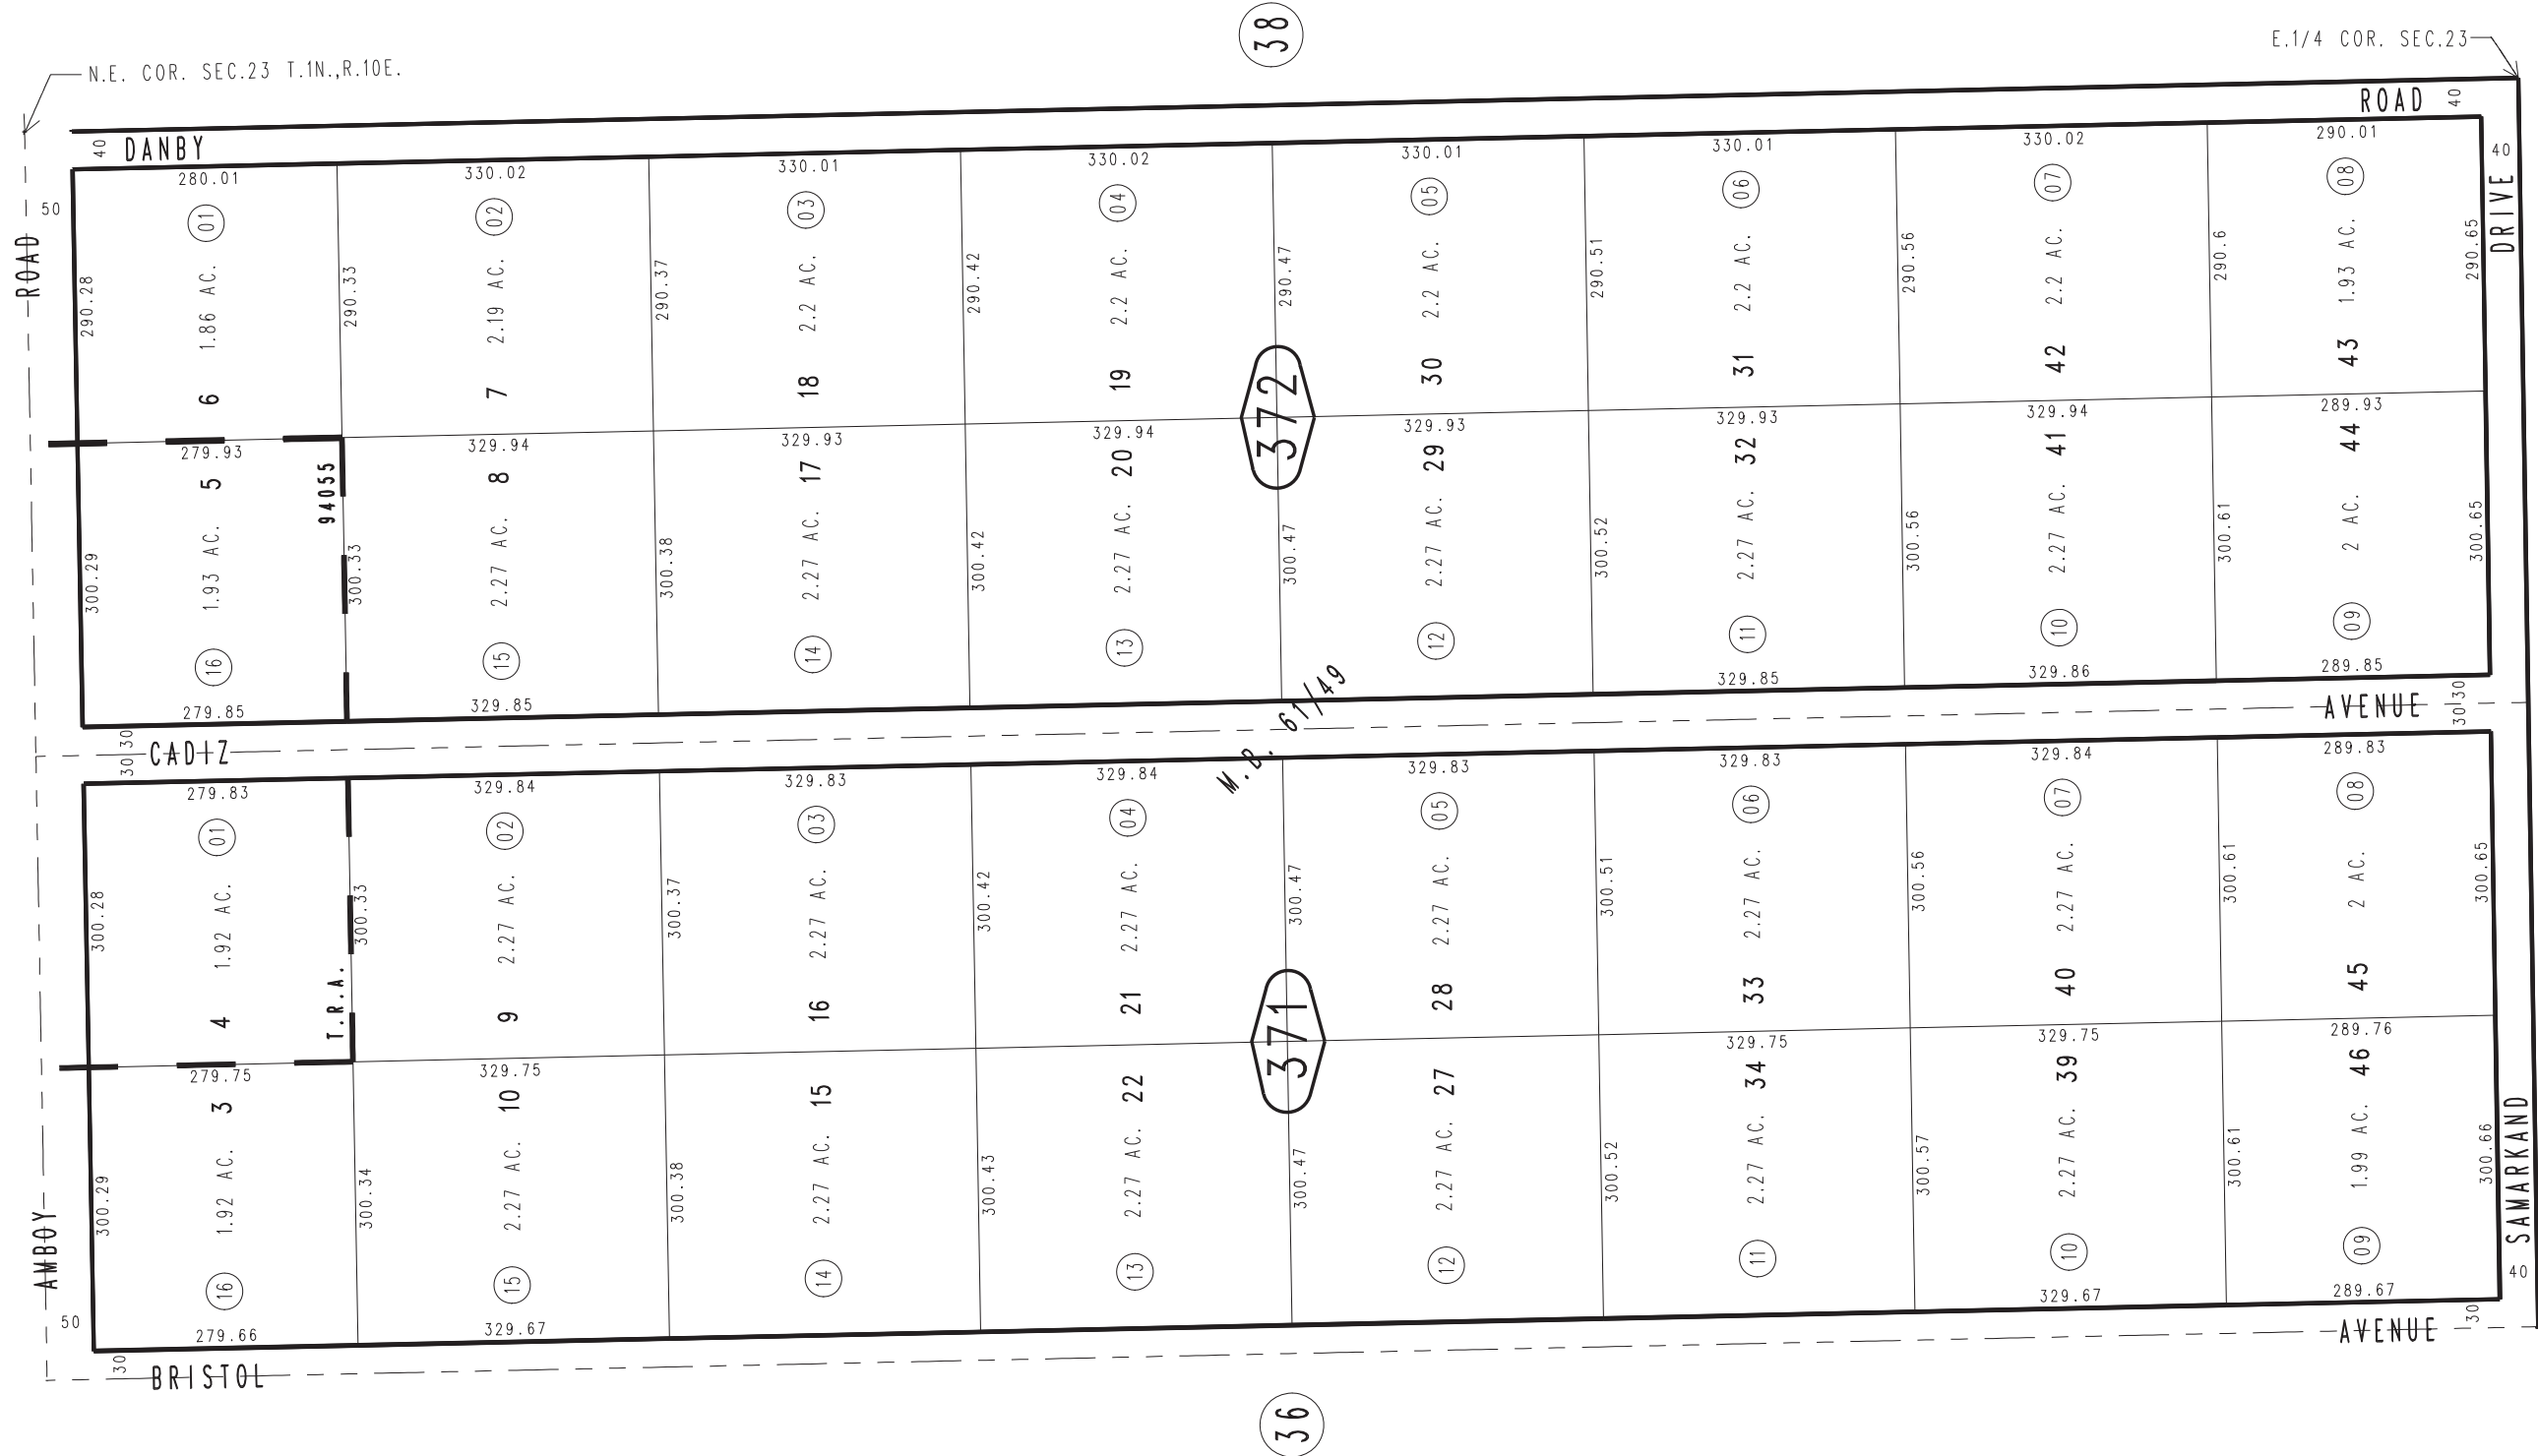 38
N.E. COR. SEC.23 T.1N.,R.10E.
E.1/4 COR. SEC.23
40 DANBY
ROAD 40
50
ROAD
40
DRIVE
280.01 330.02 330.01 330.02 330.01 330.01 330.02 290.01
01 02 03 04 05 06 07 08
1.86 AC. 2.19 AC. 2.2 AC. 2.2 AC. 2.2 AC. 2.2 AC. 2.2 AC. 1.93 AC.
290.28 290.33 290.37 290.42 290.47 290.51 290.56 290.6 290.65
6 7 18 19 30 31 42 43
372
279.93 329.94 329.93 329.94 329.93 329.93 329.94 289.93
5 8 17 20 29 32 41 44
94055
1.93 AC. 2.27 AC. 2.27 AC. 2.27 AC. 2.27 AC. 2.27 AC. 2.27 AC. 2 AC.
300.29 300.33 300.38 300.42 300.47 300.52 300.56 300.61 300.65
16 15 14 13 12 11 10 09
279.85 329.85 329.85 329.86 289.85
M.B. 61/49
30 30 CADIZ
AVENUE 30 30
279.83 329.84 329.83 329.84 329.83 329.83 329.84 289.83
01 02 03 04 05 06 07 08
1.92 AC. 2.27 AC. 2.27 AC. 2.27 AC. 2.27 AC. 2.27 AC. 2.27 AC. 2 AC.
300.28 300.33 300.37 300.42 300.47 300.51 300.56 300.61 300.65
T.R.A.
4 9 16 21 28 33 40 45
371
279.75 329.75 329.75 329.75 289.76
3 10 15 22 27 34 39 46
1.92 AC. 2.27 AC. 2.27 AC. 2.27 AC. 2.27 AC. 2.27 AC. 2.27 AC. 1.99 AC.
300.29 300.34 300.38 300.43 300.47 300.52 300.57 300.61 300.66
16 15 14 13 12 11 10 09
279.66 329.67 329.67 289.67
AMBOY
50
SAMARKAND
40
30 BRISTOL
AVENUE 30
36